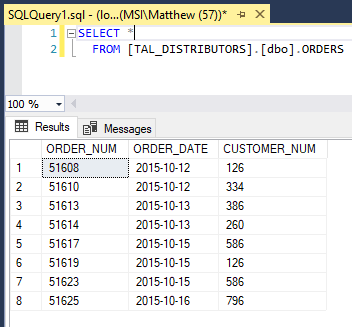 SQLQuery1.sql - (lo...(MSI\Matthew (57))*
1 SELECT *
2 FROM [TAL_DISTRIBUTORS].[dbo].ORDERS
100 %
Results Messages
ORDER_NUM ORDER_DATE CUSTOMER_NUM
1 51608 2015-10-12 126
2 51610 2015-10-12 334
3 51613 2015-10-13 386
4 51614 2015-10-13 260
5 51617 2015-10-15 586
6 51619 2015-10-15 126
7 51623 2015-10-15 586
8 51625 2015-10-16 796